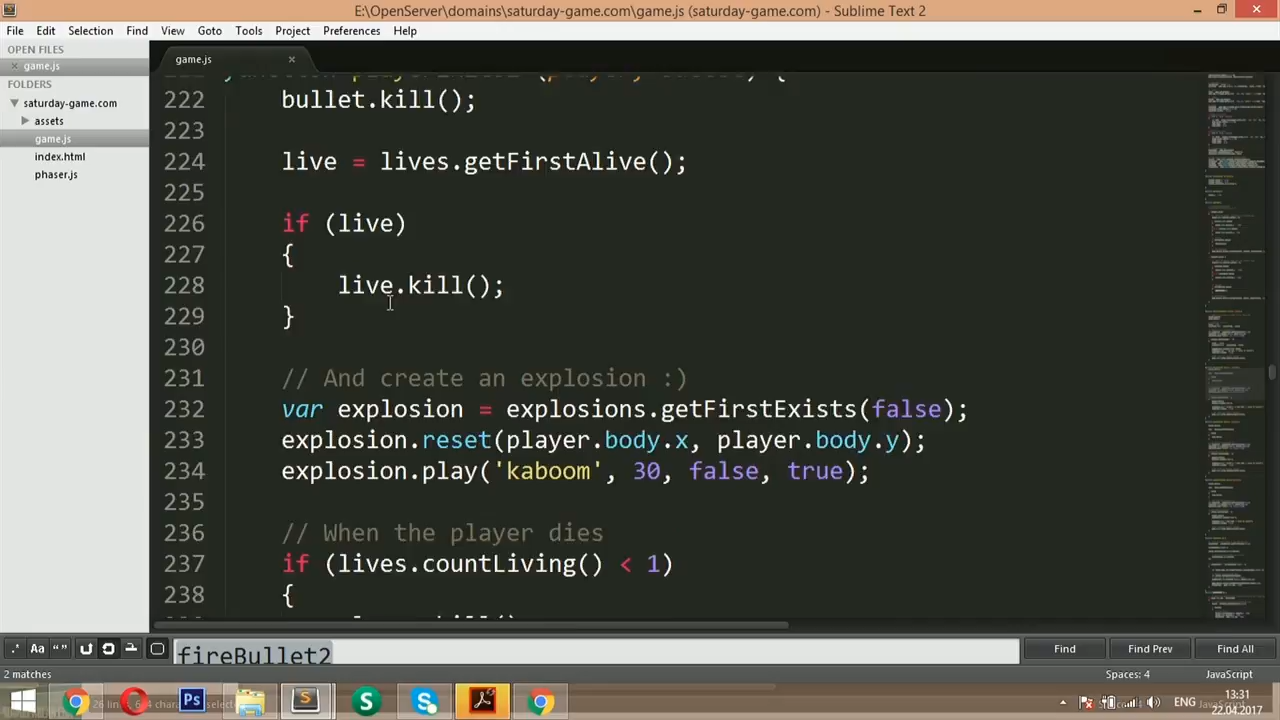 E:\OpenServer\domains\saturday-game.com\game.js (saturday-game.com) - Sublime Text 2
File Edit Selection Find View Goto Tools Project Preferences Help
OPEN FILES
game.js
FOLDERS
saturday-game.com
assets
game.js
index.html
phaser.js
game.js
222 bullet.kill();
223
224 live = lives.getFirstAlive();
225
226 if (live)
227 {
228 live.kill();
229 }
230
231 // And create an explosion :)
232 var explosion = explosions.getFirstExists(false);
233 explosion.reset(player.body.x, player.body.y);
234 explosion.play('kaboom', 30, false, true);
235
236 // When the player dies
237 if (lives.countLiving() < 1)
238 {
.* Aa “ ” fireBullet2 Find Find Prev Find All
2 matches Spaces: 4 JavaScript
Ps S S ENG 13:31
22.04.2017